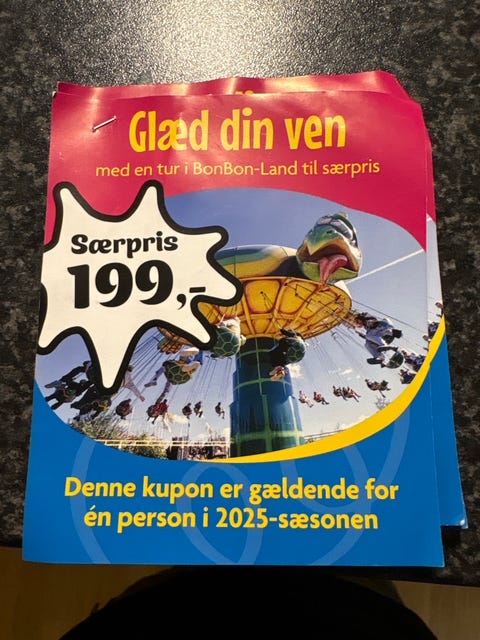 Glæd din ven
med en tur i BonBon-Land til særpris
Særpris
199,-
Denne kupon er gældende for
én person i 2025-sæsonen